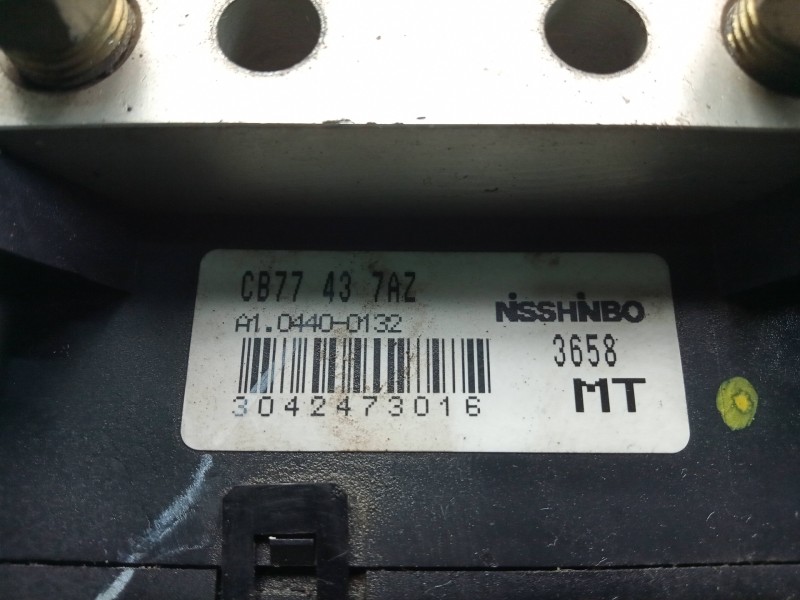 CB77 43 7AZ
NiSSHiNBO
A1.0440-0132
3658
3042473016
MT